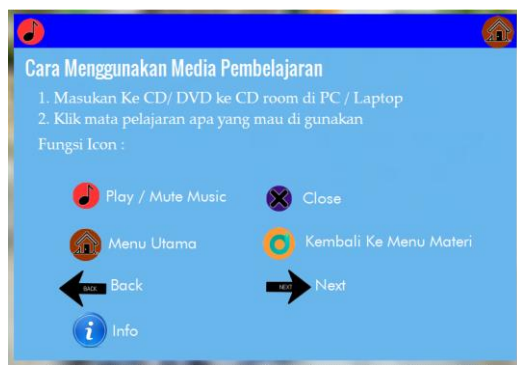 Cara Menggunakan Media Pembelajaran
1. Masukan Ke CD/ DVD ke CD room di PC / Laptop
2. Klik mata pelajaran apa yang mau di gunakan
Fungsi Icon :
Play / Mute Music
Close
Menu Utama
Kembali Ke Menu Materi
BACK Back
NEXT Next
i Info